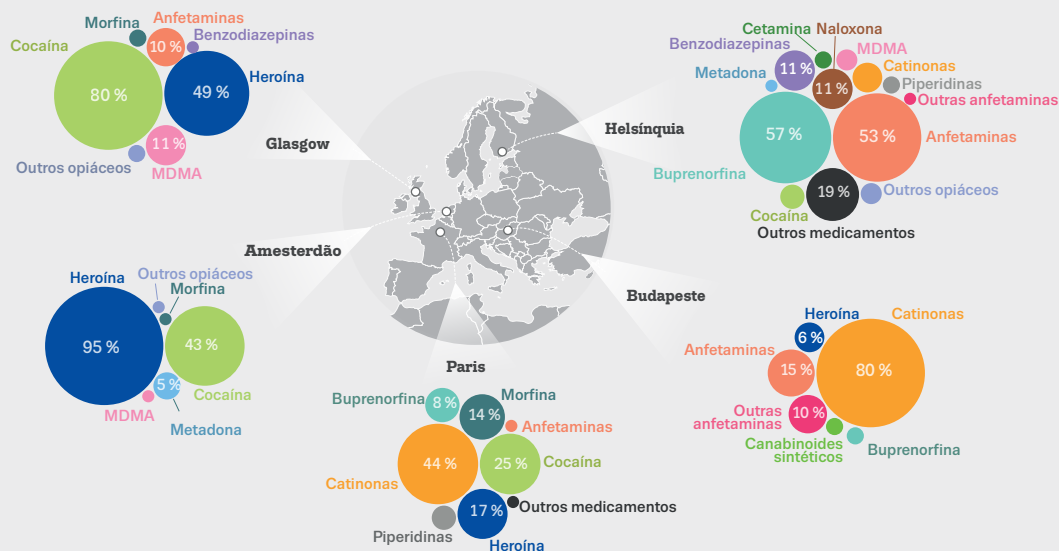 Morfina
Anfetaminas
Benzodiazepinas
Cocaína
10 %
80 %
49 %
Heroína
11 %
Outros opiáceos
MDMA
Glasgow
Cetamina
Naloxona
Benzodiazepinas
MDMA
Metadona
11 %
11 %
Catinonas
Piperidinas
Outras anfetaminas
57 %
53 %
Anfetaminas
Buprenorfina
19 %
Outros opiáceos
Cocaína
Outros medicamentos
Helsínquia
Amesterdão
Heroína
Outros opiáceos
Morfina
95 %
43 %
5 %
Cocaína
MDMA
Metadona
Budapeste
Heroína
Catinonas
6 %
Anfetaminas
15 %
80 %
Outras
anfetaminas
10 %
Canabinoides
sintéticos
Buprenorfina
Paris
Buprenorfina
Morfina
8 %
14 %
Anfetaminas
44 %
25 %
Cocaína
Catinonas
17 %
Outros medicamentos
Piperidinas
Heroína